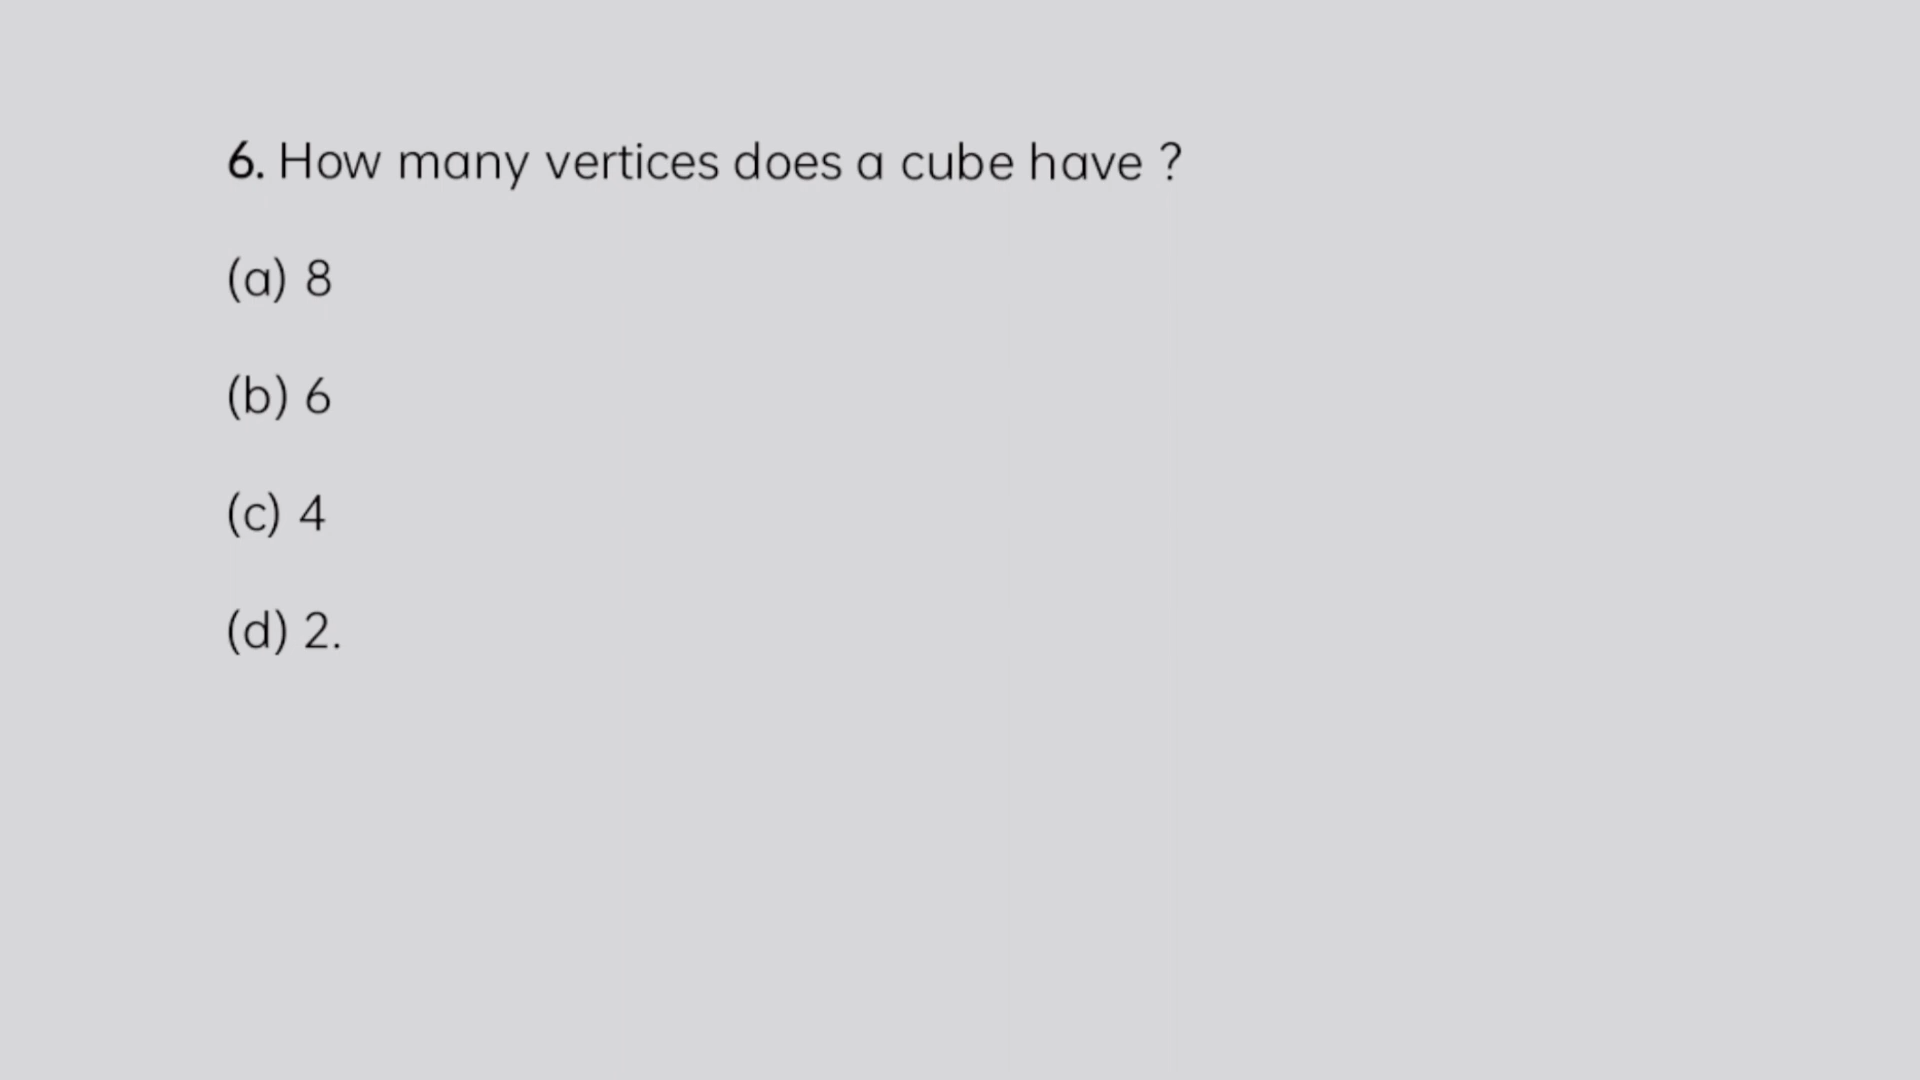 6. How many vertices does a cube have ?
(a) 8
(b) 6
(c) 4
(d) 2.